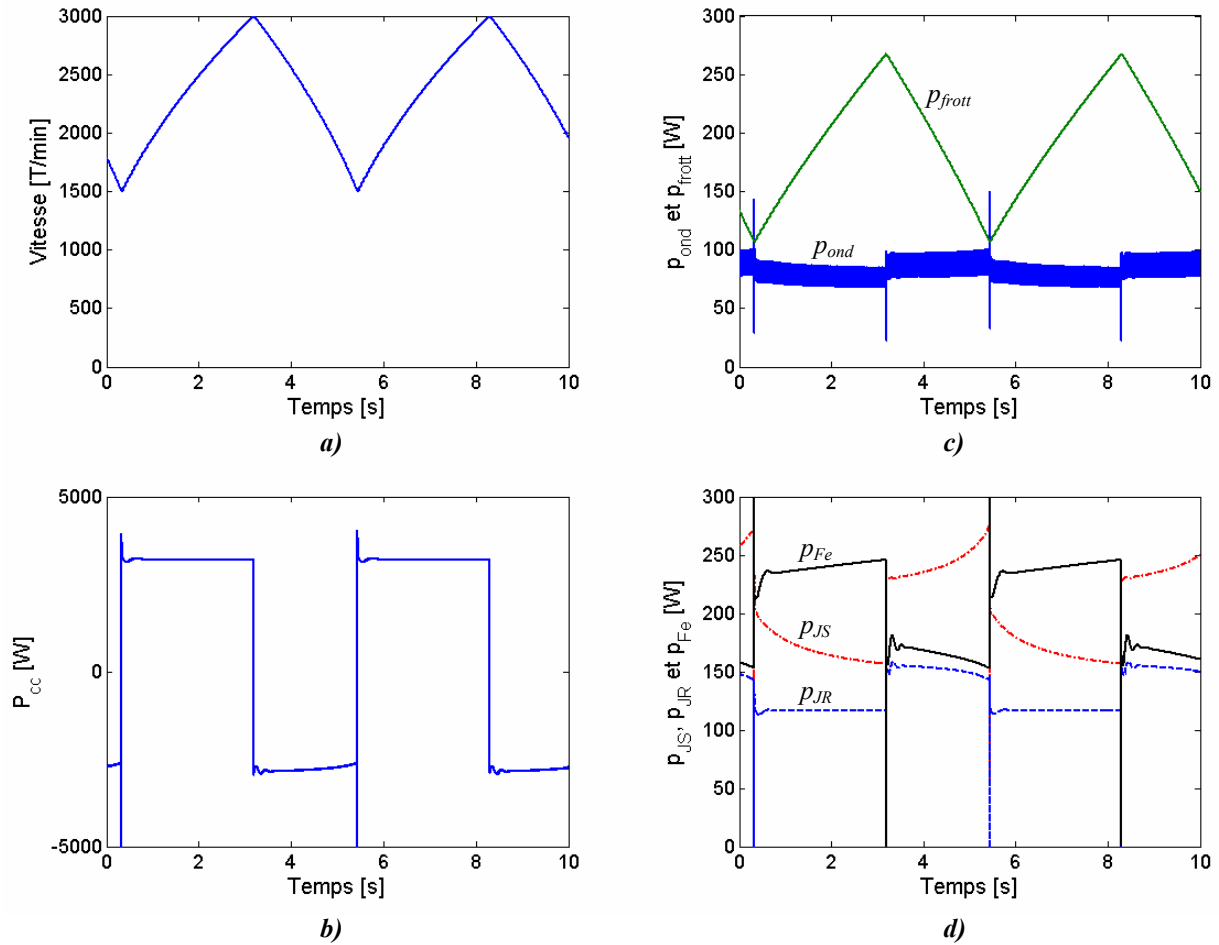 3000
2500
2000
1500
1000
500
0
Vitesse [T/min]
0 2 4 6 8 10
Temps [s]
a)
300
250
200
150
100
50
0
p_ond et p_frott [W]
p_frott
p_ond
0 2 4 6 8 10
Temps [s]
c)
5000
0
-5000
P_cc [W]
0 2 4 6 8 10
Temps [s]
b)
300
250
200
150
100
50
0
p_JS, p_JR et p_Fe [W]
p_Fe
p_JS
p_JR
0 2 4 6 8 10
Temps [s]
d)